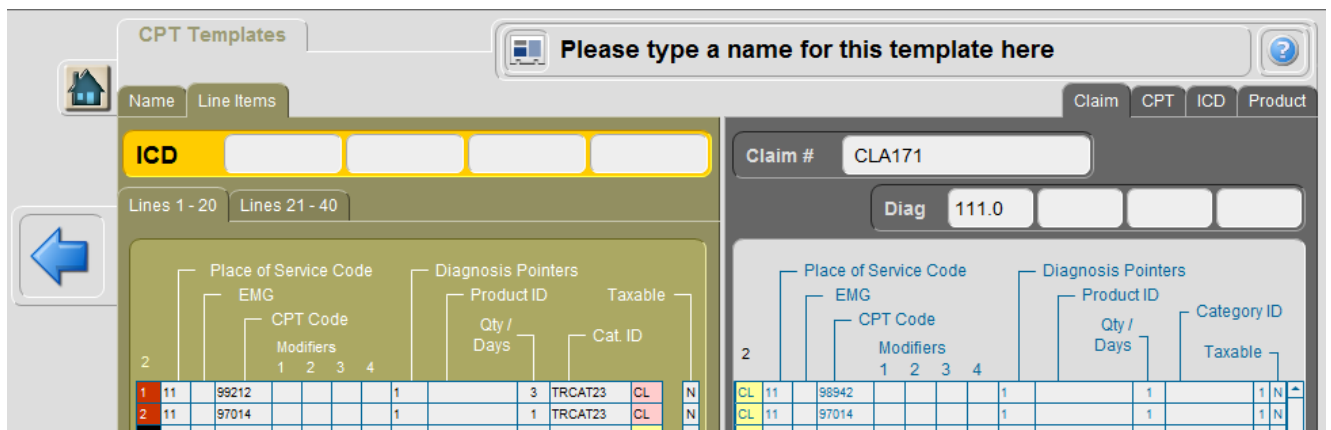 CPT Templates
Please type a name for this template here
Name Line Items
Claim CPT ICD Product
ICD
Claim # CLA171
Lines 1 - 20 Lines 21 - 40
Diag 111.0
Place of Service Code Diagnosis Pointers
EMG Product ID Taxable
CPT Code Qty /
Days Cat. ID
Modifiers
2 1 2 3 4
1 11 99212 1 3 TRCAT23 CL N
2 11 97014 1 1 TRCAT23 CL N
Place of Service Code Diagnosis Pointers
EMG Product ID Category ID
CPT Code Qty /
Days Taxable
Modifiers
2 1 2 3 4
CL 11 98942 1 1 1 N
CL 11 97014 1 1 1 N